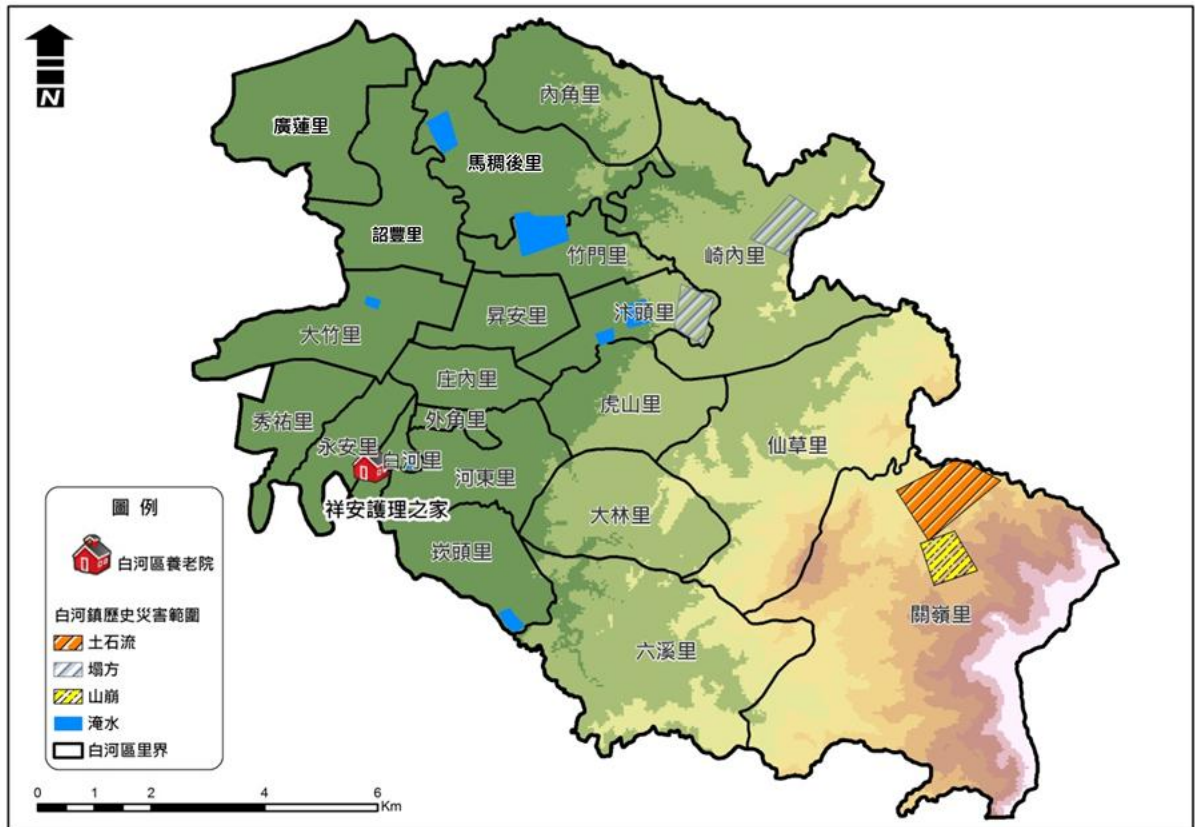 N
內角里
廣蓮里
馬稠後里
詔豐里
竹門里
崎內里
汴頭里
昇安里
大竹里
庄內里
虎山里
秀祐里
外角里
仙草里
永安里
白河里
河東里
祥安護理之家
大林里
崁頭里
關嶺里
六溪里
圖 例
白河區養老院
白河鎮歷史災害範圍
土石流
塌方
山崩
淹水
白河區里界
0 1 2 4 6
Km